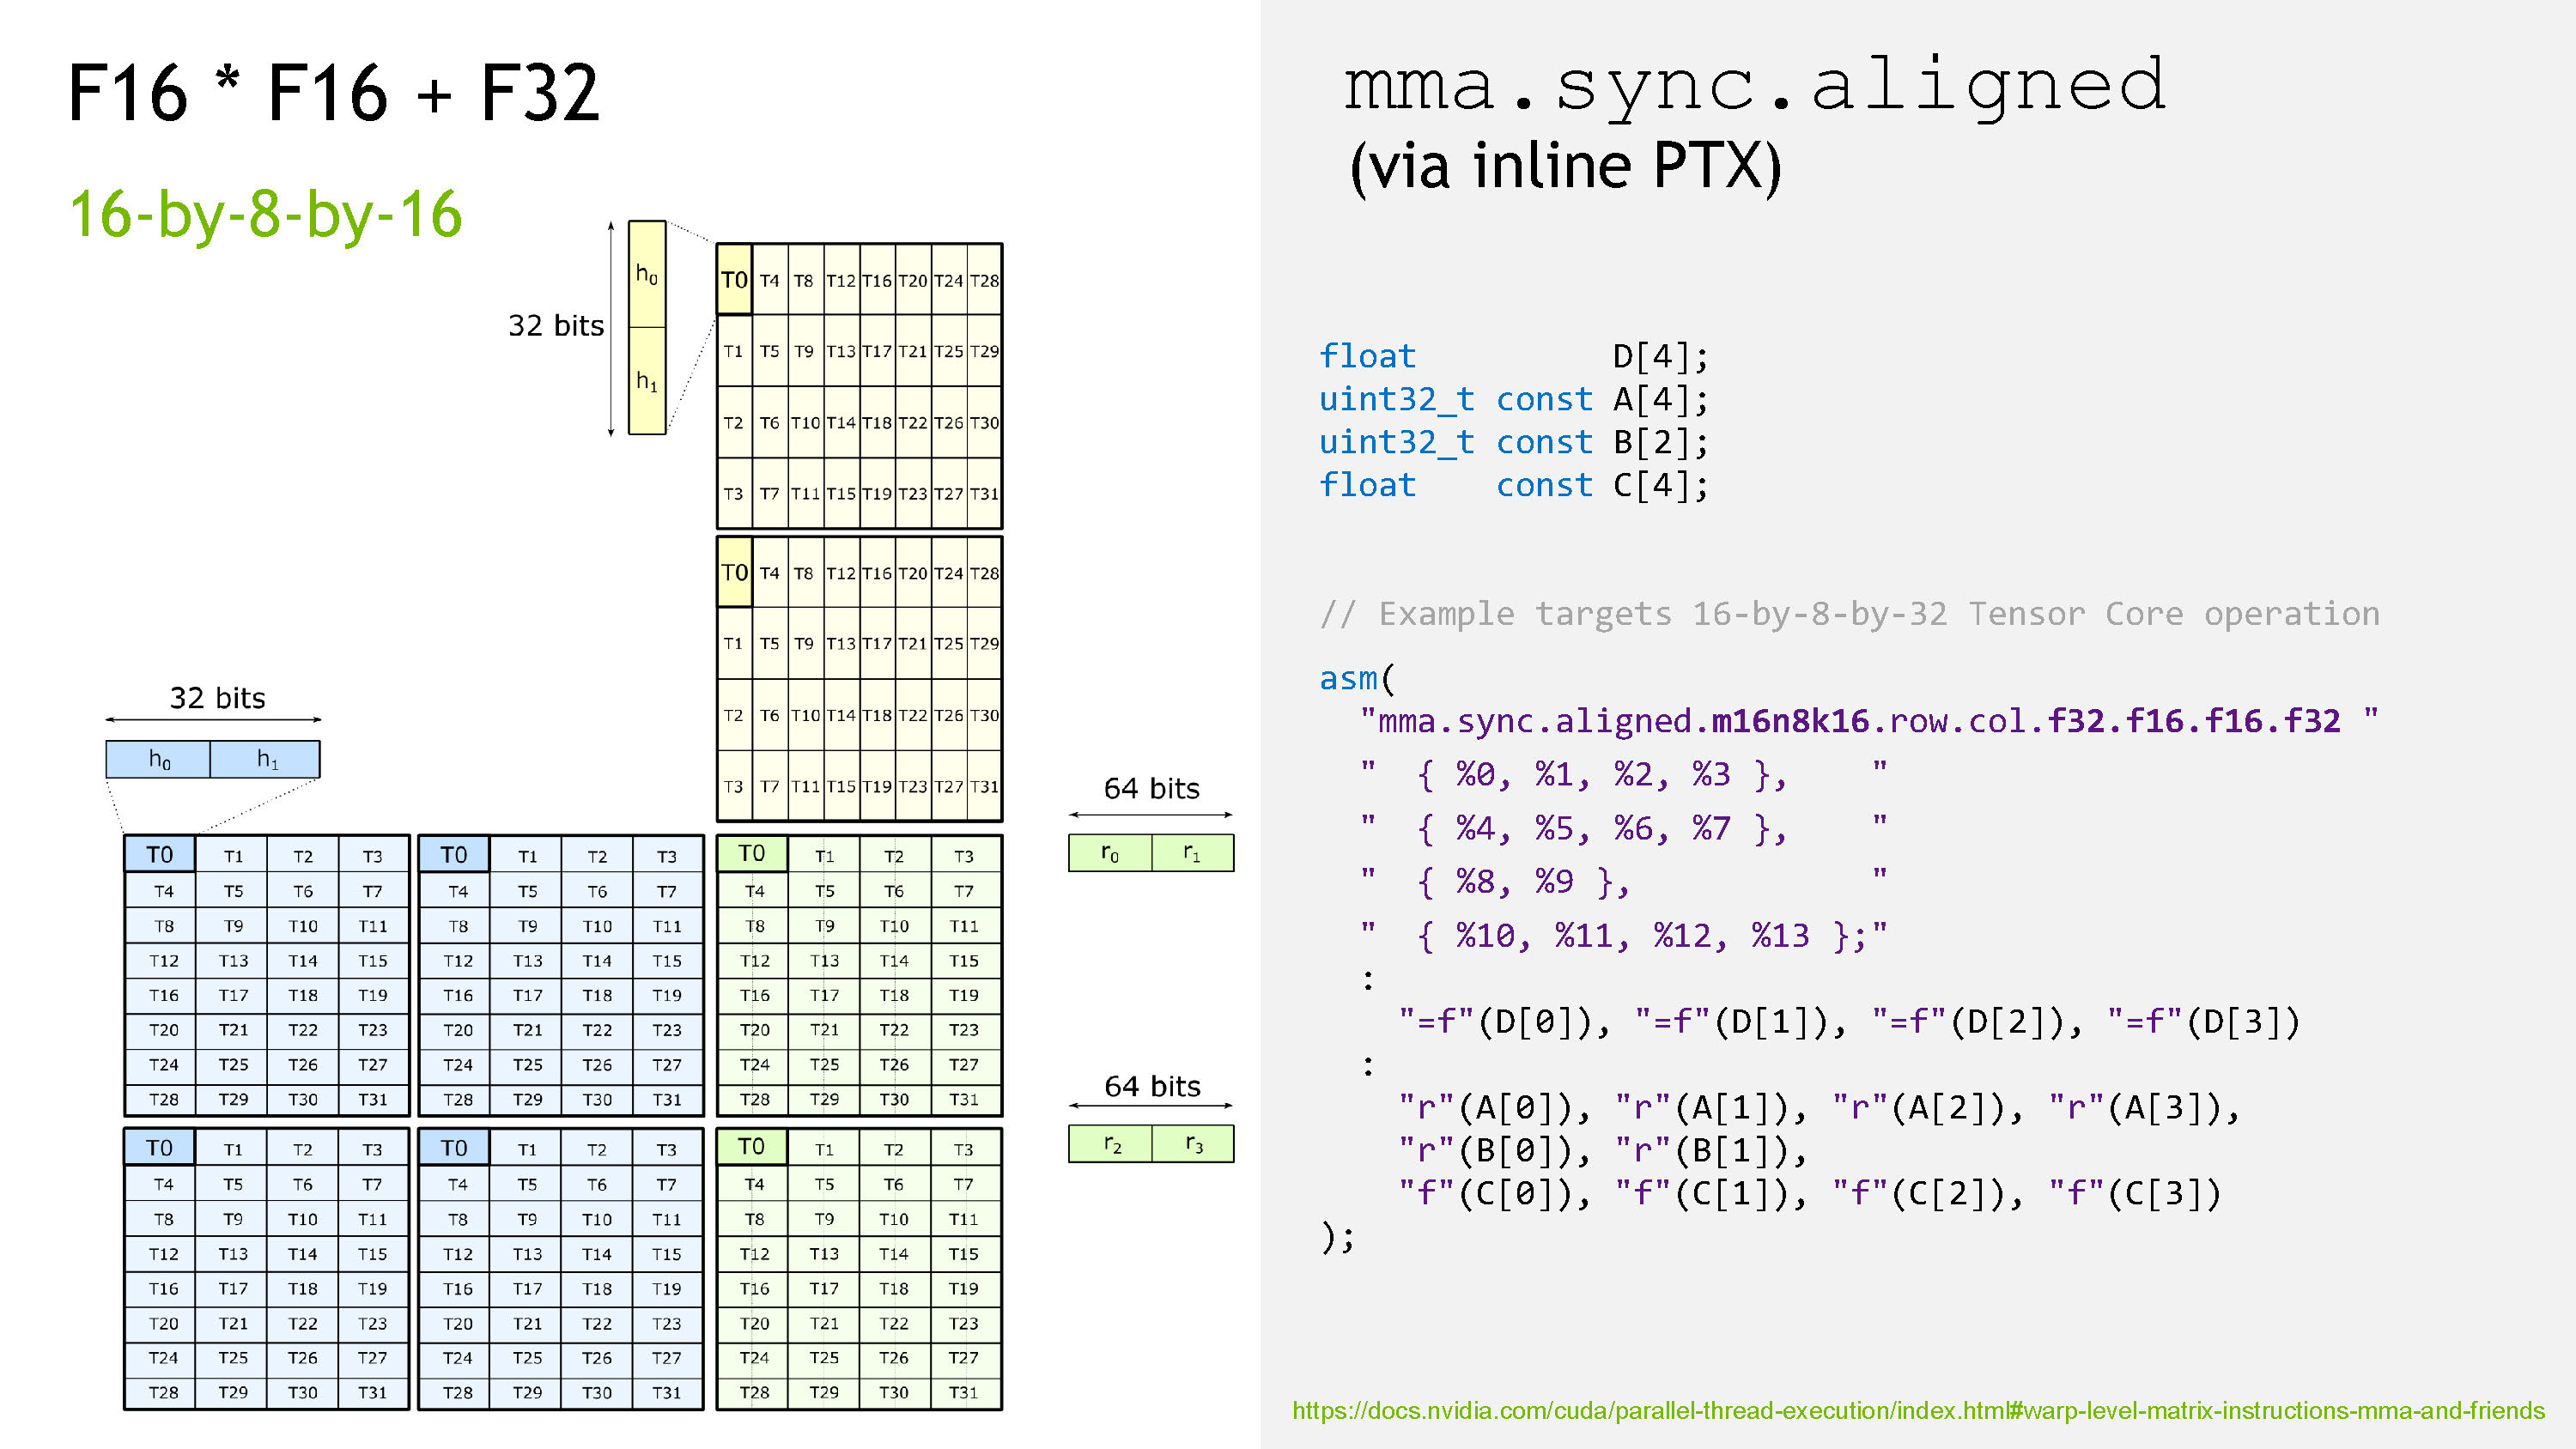 F16 * F16 + F32
16-by-8-by-16
32 bits
h0
h1
T0 T4 T8 T12 T16 T20 T24 T28
T1 T5 T9 T13 T17 T21 T25 T29
T2 T6 T10 T14 T18 T22 T26 T30
T3 T7 T11 T15 T19 T23 T27 T31
T0 T4 T8 T12 T16 T20 T24 T28
T1 T5 T9 T13 T17 T21 T25 T29
T2 T6 T10 T14 T18 T22 T26 T30
T3 T7 T11 T15 T19 T23 T27 T31
32 bits
h0 h1
64 bits
r0 r1
T0 T1 T2 T3 T0 T1 T2 T3 T0 T1 T2 T3
T4 T5 T6 T7 T4 T5 T6 T7 T4 T5 T6 T7
T8 T9 T10 T11 T8 T9 T10 T11 T8 T9 T10 T11
T12 T13 T14 T15 T12 T13 T14 T15 T12 T13 T14 T15
T16 T17 T18 T19 T16 T17 T18 T19 T16 T17 T18 T19
T20 T21 T22 T23 T20 T21 T22 T23 T20 T21 T22 T23
T24 T25 T26 T27 T24 T25 T26 T27 T24 T25 T26 T27
T28 T29 T30 T31 T28 T29 T30 T31 T28 T29 T30 T31
64 bits
r2 r3
T0 T1 T2 T3 T0 T1 T2 T3 T0 T1 T2 T3
T4 T5 T6 T7 T4 T5 T6 T7 T4 T5 T6 T7
T8 T9 T10 T11 T8 T9 T10 T11 T8 T9 T10 T11
T12 T13 T14 T15 T12 T13 T14 T15 T12 T13 T14 T15
T16 T17 T18 T19 T16 T17 T18 T19 T16 T17 T18 T19
T20 T21 T22 T23 T20 T21 T22 T23 T20 T21 T22 T23
T24 T25 T26 T27 T24 T25 T26 T27 T24 T25 T26 T27
T28 T29 T30 T31 T28 T29 T30 T31 T28 T29 T30 T31
mma.sync.aligned
(via inline PTX)
float D[4];
uint32_t const A[4];
uint32_t const B[2];
float const C[4];
// Example targets 16-by-8-by-32 Tensor Core operation
asm(
"mma.sync.aligned.m16n8k16.row.col.f32.f16.f16.f32 "
" { %0, %1, %2, %3 }, "
" { %4, %5, %6, %7 }, "
" { %8, %9 }, "
" { %10, %11, %12, %13 };"
:
"=f"(D[0]), "=f"(D[1]), "=f"(D[2]), "=f"(D[3])
:
"r"(A[0]), "r"(A[1]), "r"(A[2]), "r"(A[3]),
"r"(B[0]), "r"(B[1]),
"f"(C[0]), "f"(C[1]), "f"(C[2]), "f"(C[3])
);
https://docs.nvidia.com/cuda/parallel-thread-execution/index.html#warp-level-matrix-instructions-mma-and-friends